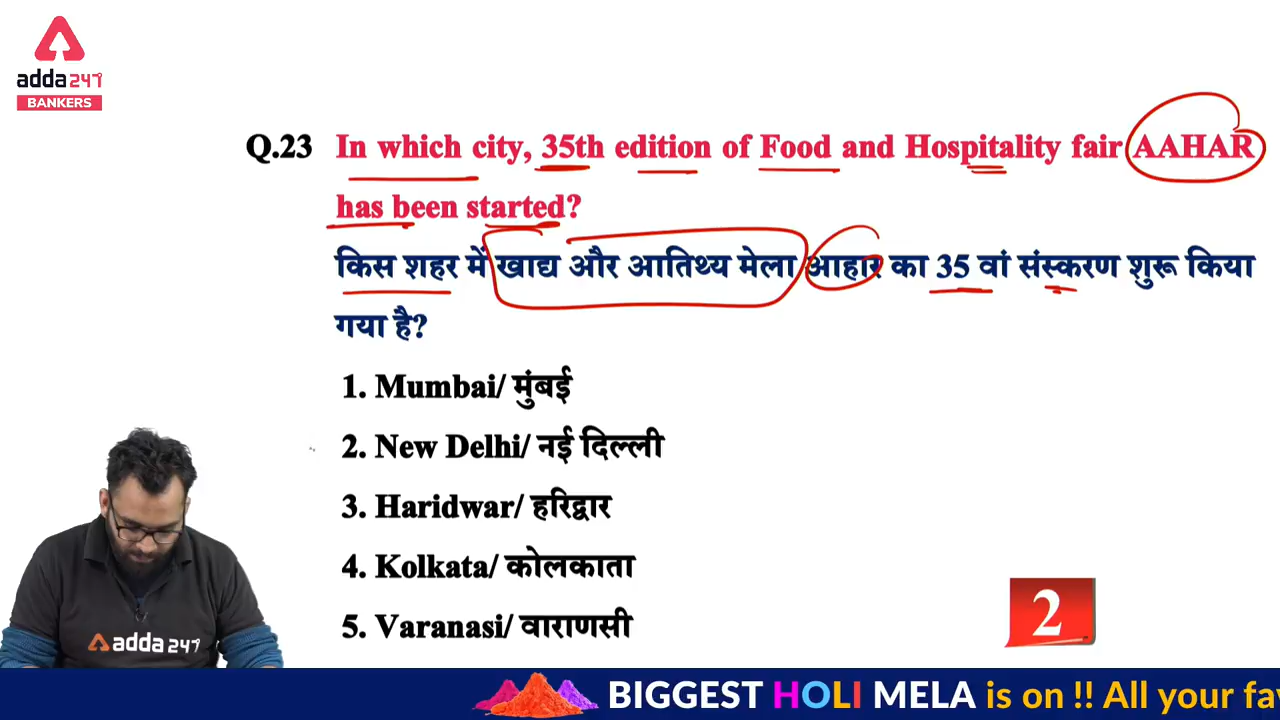 adda247
BANKERS
Q.23 In which city, 35th edition of Food and Hospitality fair AAHAR
has been started?
किस शहर में खाद्य और आतिथ्य मेला आहार का 35 वां संस्करण शुरू किया
गया है?
1. Mumbai/ मुंबई
2. New Delhi/ नई दिल्ली
3. Haridwar/ हरिद्वार
4. Kolkata/ कोलकाता
5. Varanasi/ वाराणसी
2
adda247
BIGGEST HOLI MELA is on !! All your fa